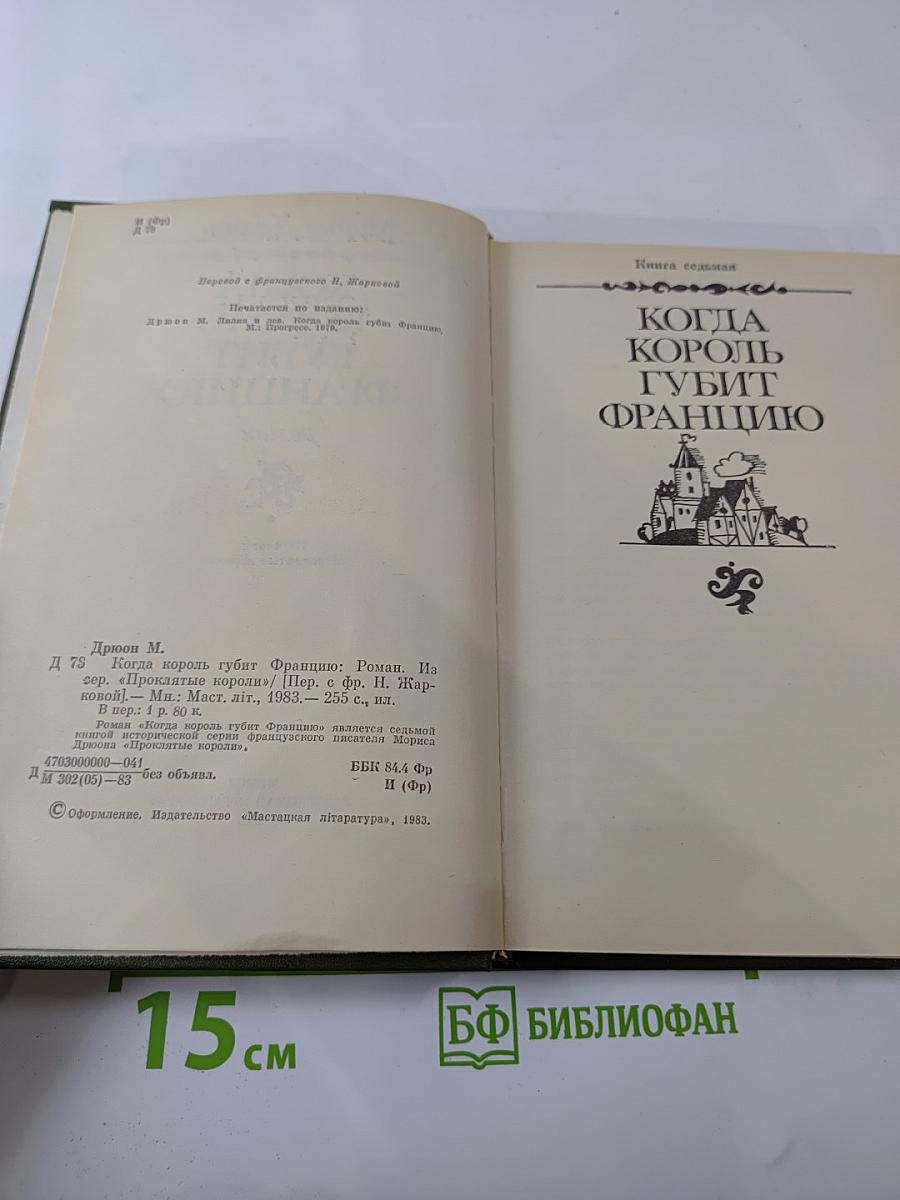 И (Фр)
Д 78
Перевод с французского Н. Жарковой
Печатается по изданию:
Дрюон М. Лилия и лев. Когда король губит Францию.
М.: Прогресс. 1979.
Дрюон М.
Д 78 Когда король губит Францию: Роман. Из
сер. «Проклятые короли»/ [Пер. с фр. Н. Жар-
ковой].— Мн.: Маст. літ., 1983.— 255 с., ил.
В пер.: 1 р. 80 к.
Роман «Когда король губит Францию» является седьмой
книгой исторической серии французского писателя Мориса
Дрюона «Проклятые короли».
Д 4703000000—041
М 302(05)—83 без объявл.
ББК 84.4 Фр
И (Фр)
© Оформление. Издательство «Мастацкая літаратура», 1983.
Книга седьмая
КОГДА
КОРОЛЬ
ГУБИТ
ФРАНЦИЮ
15 см
БФ БИБЛИОФАН